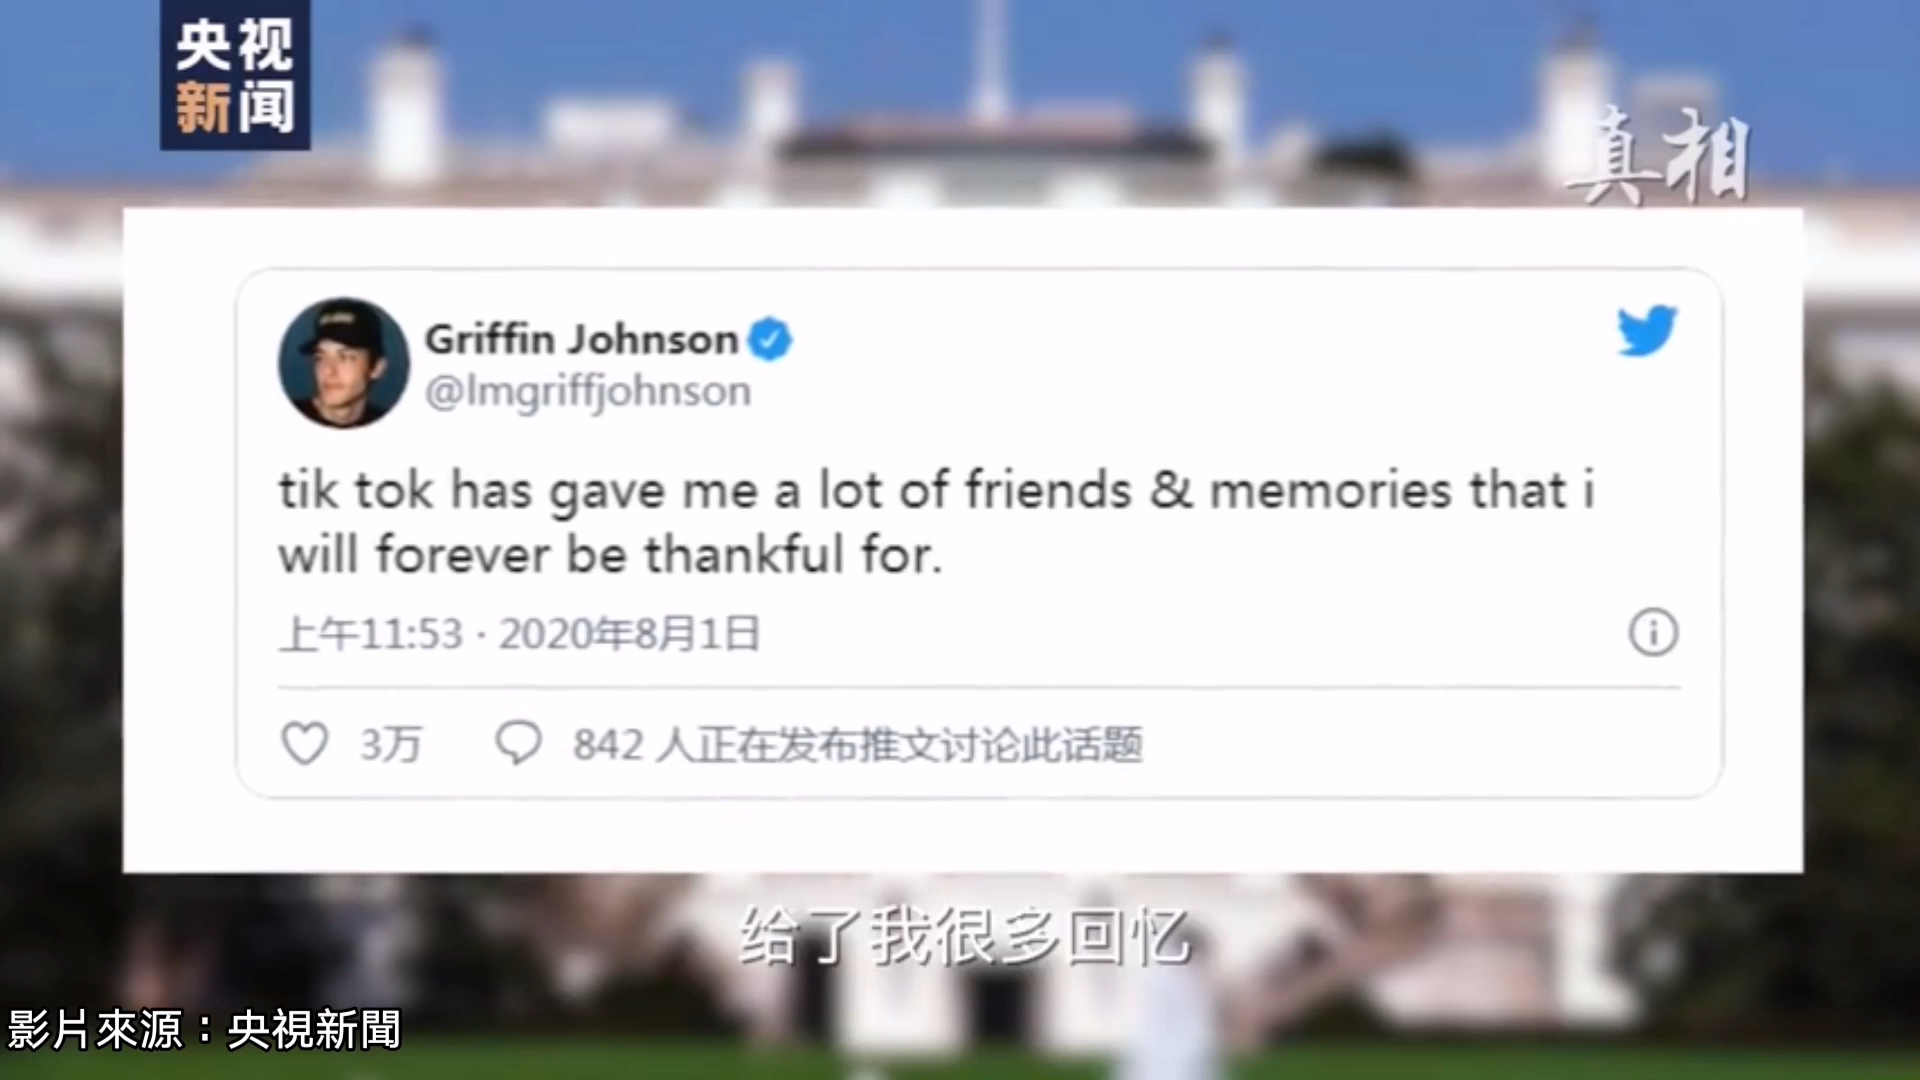 央视
新闻
真相
Griffin Johnson
@lmgriffjohnson
tik tok has gave me a lot of friends & memories that i
will forever be thankful for.
上午11:53 · 2020年8月1日
3万
842 人正在发布推文讨论此话题
给了我很多回忆
影片來源：央視新聞